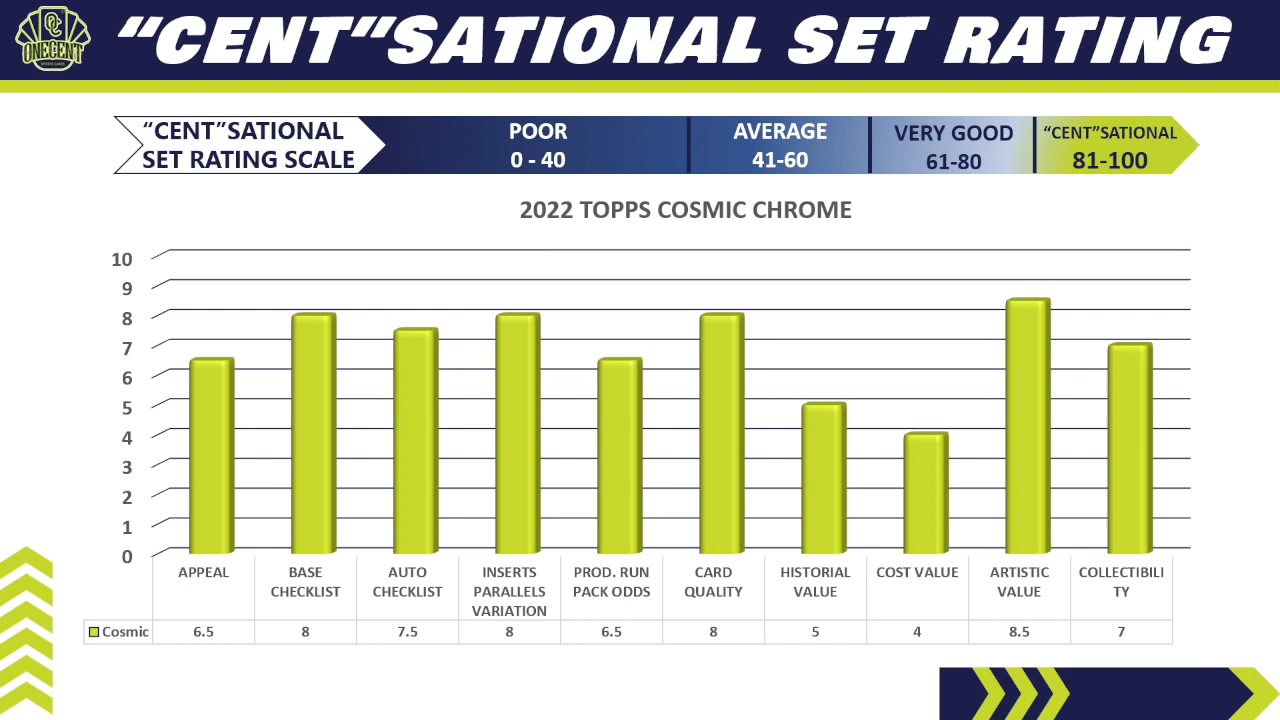 “CENT”SATIONAL SET RATING
OC
ONECENT
SPORTS CARDS
“CENT”SATIONAL
SET RATING SCALE
POOR
0 - 40
AVERAGE
41-60
VERY GOOD
61-80
“CENT”SATIONAL
81-100
2022 TOPPS COSMIC CHROME
10
9
8
7
6
5
4
3
2
1
0
APPEAL
BASE
CHECKLIST
AUTO
CHECKLIST
INSERTS
PARALLELS
VARIATION
PROD. RUN
PACK ODDS
CARD
QUALITY
HISTORIAL
VALUE
COST VALUE
ARTISTIC
VALUE
COLLECTIBILI
TY
Cosmic 6.5 8 7.5 8 6.5 8 5 4 8.5 7